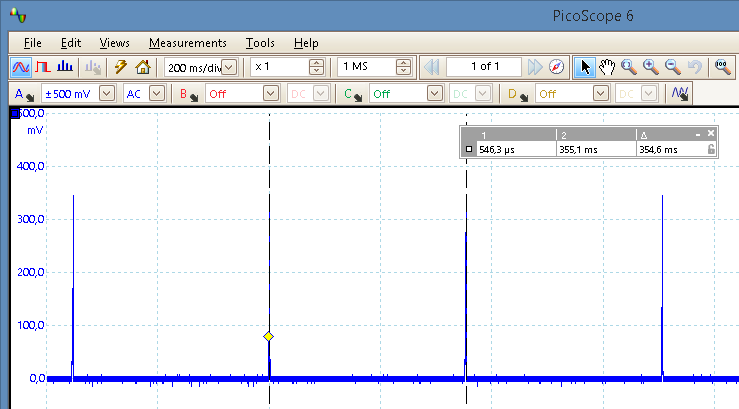 PicoScope 6
File Edit Views Measurements Tools Help
200 ms/div x 1 1 MS 1 of 1
A ±500 mV AC B Off DC C Off DC D Off DC
500,0
mV
1 2 Δ
546,3 µs 355,1 ms 354,6 ms
400,0
300,0
200,0
100,0
0,0